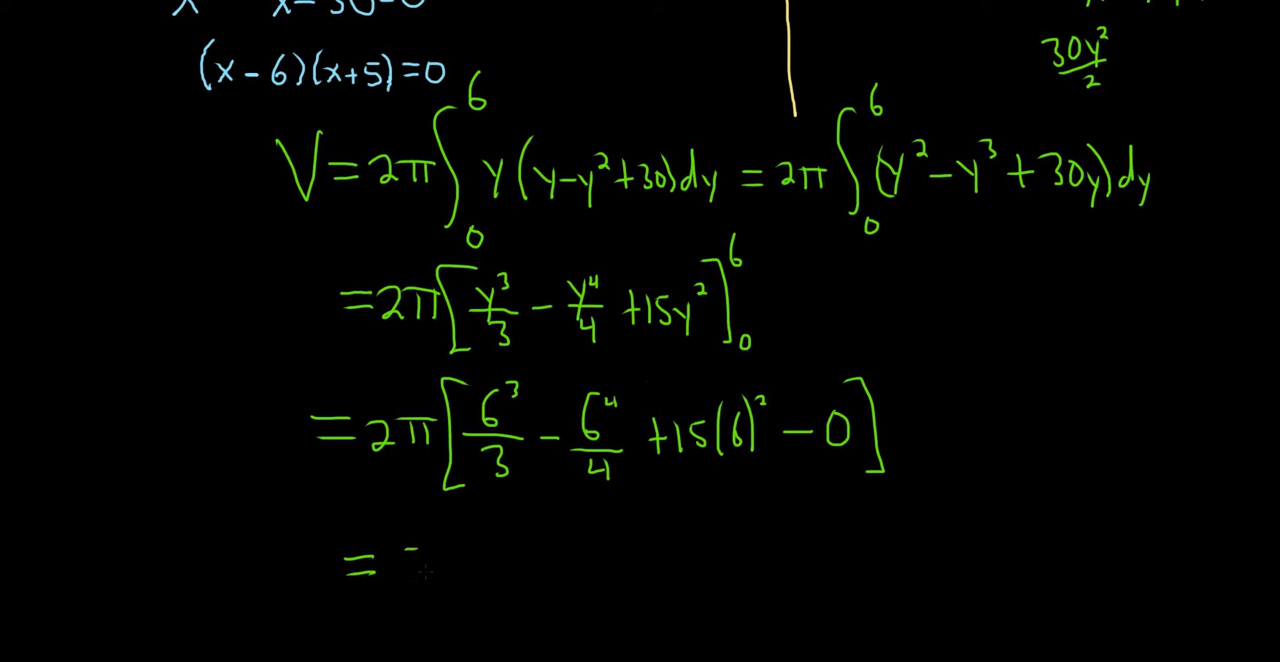 (x-6)(x+5)=0
30y²/2
V=2π∫₀⁶ y(y-y²+30)dy = 2π∫₀⁶ (y²-y³+30y)dy
=2π[y³/3 - y⁴/4 +15y²]₀⁶
=2π[6³/3 - 6⁴/4 +15(6)² - 0]
=